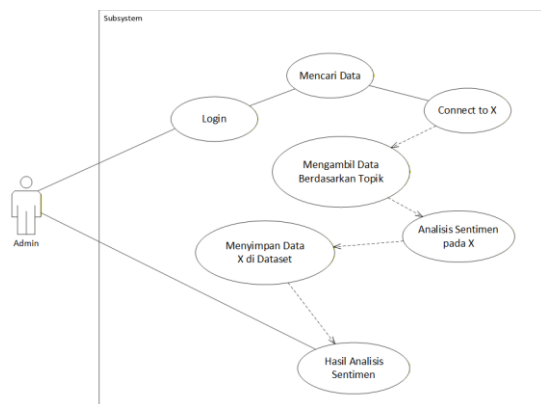 Subsystem
Mencari Data
Login
Connect to X
Mengambil Data
Berdasarkan Topik
Admin
Analisis Sentimen
pada X
Menyimpan Data
X di Dataset
Hasil Analisis
Sentimen